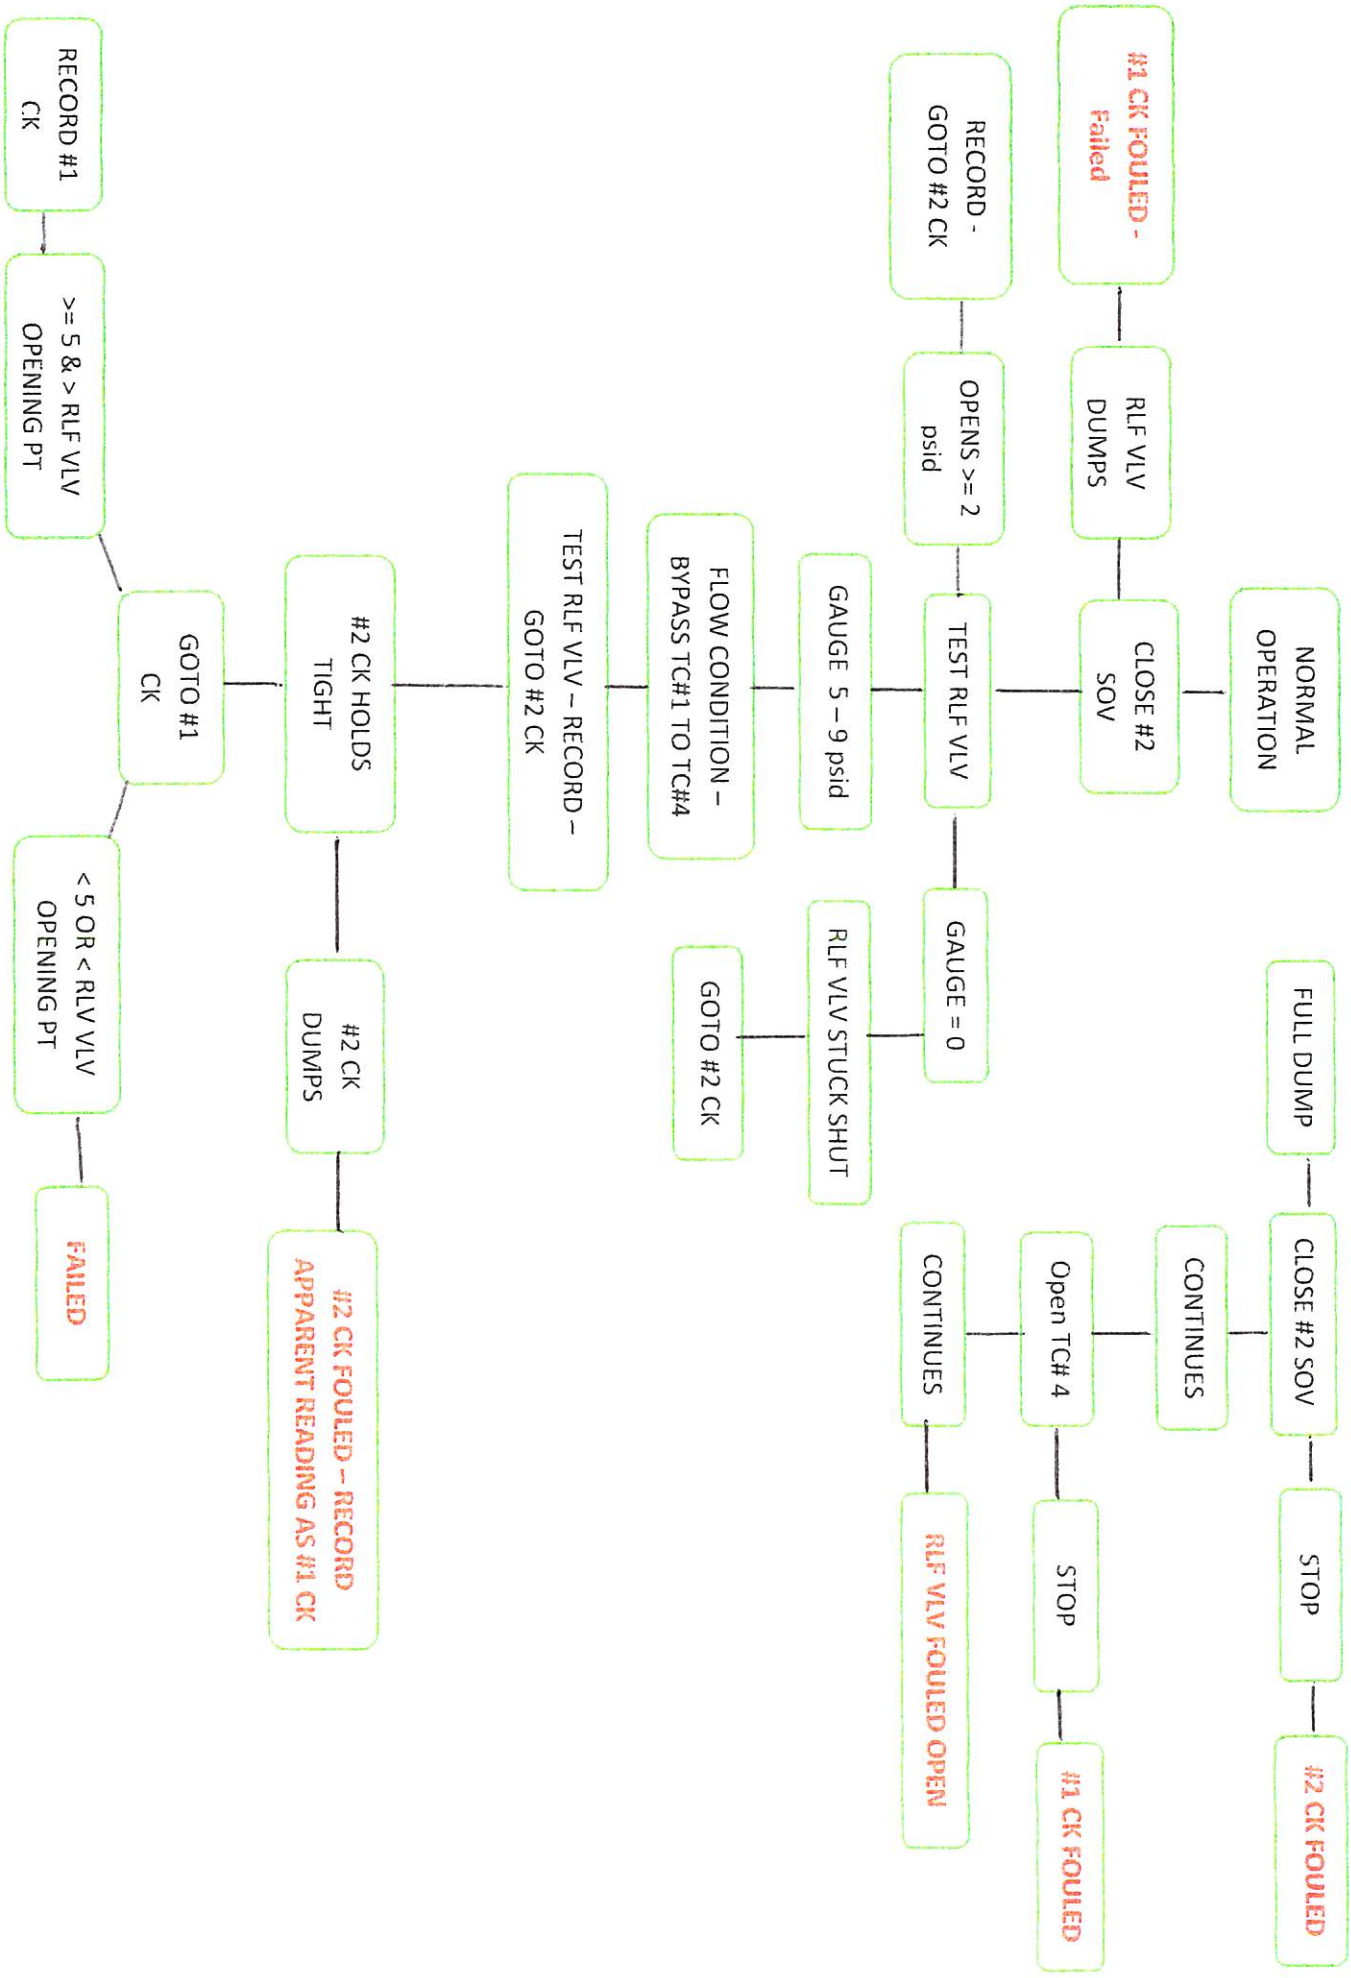 NORMAL
OPERATION
CLOSE #2
SOV
RLF VLV
DUMPS
#1 CK FOULED -
Failed
TEST RLF VLV
OPENS >= 2
psid
RECORD -
GOTO #2 CK
GAUGE = 0
RLF VLV STUCK SHUT
GOTO #2 CK
GAUGE 5 – 9 psid
FLOW CONDITION –
BYPASS TC#1 TO TC#4
TEST RLF VLV – RECORD –
GOTO #2 CK
#2 CK HOLDS
TIGHT
#2 CK
DUMPS
#2 CK FOULED – RECORD
APPARENT READING AS #1 CK
GOTO #1
CK
>= 5 & > RLF VLV
OPENING PT
RECORD #1
CK
< 5 OR < RLV VLV
OPENING PT
FAILED
FULL DUMP
CLOSE #2 SOV
STOP
#2 CK FOULED
CONTINUES
Open TC# 4
STOP
#1 CK FOULED
CONTINUES
RLF VLV FOULED OPEN